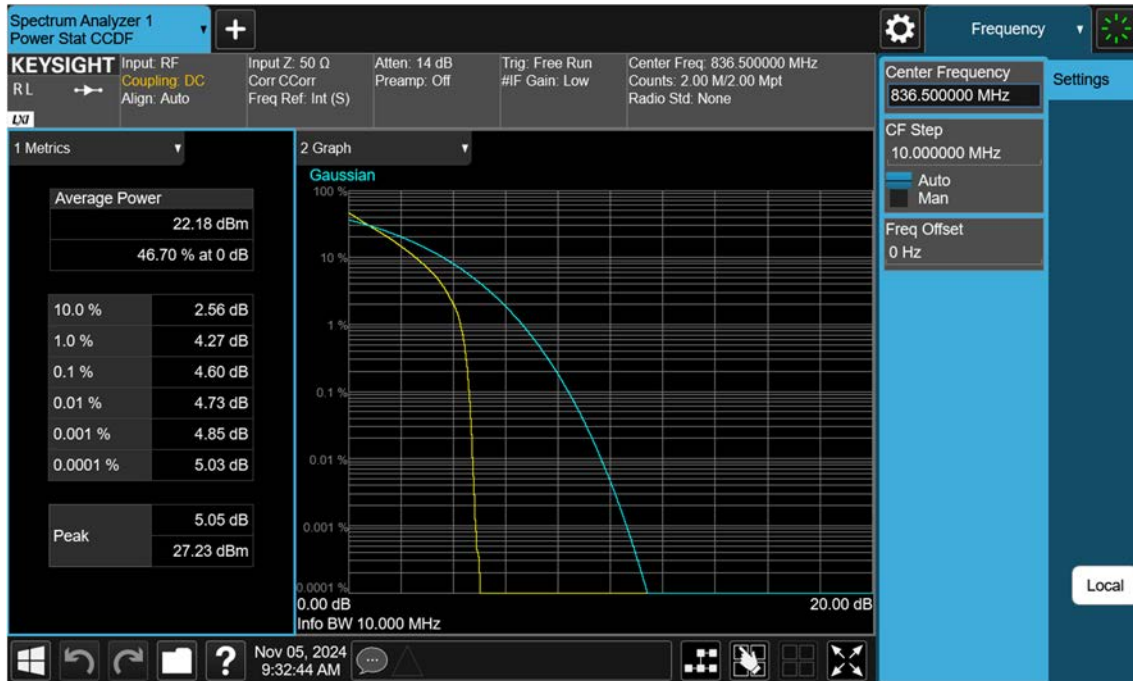 Spectrum Analyzer 1
Power Stat CCDF
Frequency
KEYSIGHT
R L
LXI
Input: RF
Coupling: DC
Align: Auto
Input Z: 50 Ω
Corr CCorr
Freq Ref: Int (S)
Atten: 14 dB
Preamp: Off
Trig: Free Run
#IF Gain: Low
Center Freq: 836.500000 MHz
Counts: 2.00 M/2.00 Mpt
Radio Std: None
Center Frequency
836.500000 MHz
Settings
CF Step
10.000000 MHz
Auto
Man
Freq Offset
0 Hz
Local
1 Metrics
Average Power
22.18 dBm
46.70 % at 0 dB
10.0 % 2.56 dB
1.0 % 4.27 dB
0.1 % 4.60 dB
0.01 % 4.73 dB
0.001 % 4.85 dB
0.0001 % 5.03 dB
Peak
5.05 dB
27.23 dBm
2 Graph
Gaussian
100 %
10 %
1 %
0.1 %
0.01 %
0.001 %
0.0001 %
0.00 dB 20.00 dB
Info BW 10.000 MHz
?
Nov 05, 2024
9:32:44 AM